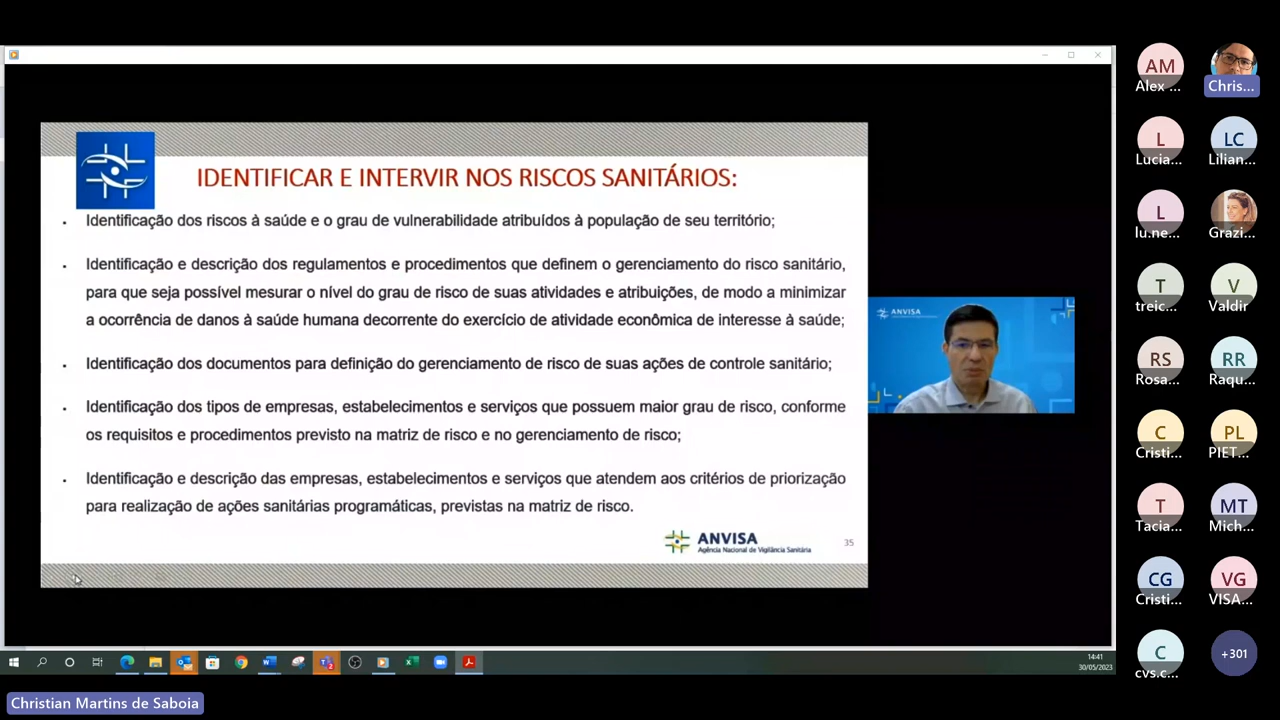 IDENTIFICAR E INTERVIR NOS RISCOS SANITÁRIOS:
Identificação dos riscos à saúde e o grau de vulnerabilidade atribuídos à população de seu território;
Identificação e descrição dos regulamentos e procedimentos que definem o gerenciamento do risco sanitário,
para que seja possível mesurar o nível do grau de risco de suas atividades e atribuições, de modo a minimizar
a ocorrência de danos à saúde humana decorrente do exercício de atividade econômica de interesse à saúde;
Identificação dos documentos para definição do gerenciamento de risco de suas ações de controle sanitário;
Identificação dos tipos de empresas, estabelecimentos e serviços que possuem maior grau de risco, conforme
os requisitos e procedimentos previsto na matriz de risco e no gerenciamento de risco;
Identificação e descrição das empresas, estabelecimentos e serviços que atendem aos critérios de priorização
para realização de ações sanitárias programáticas, previstas na matriz de risco.
ANVISA
Agência Nacional de Vigilância Sanitária
35
ANVISA
AM
Alex ...
Chris...
L
Lucia...
LC
Lilian...
L
lu.ne...
Grazi...
T
treic...
V
Valdir
RS
Rosa...
RR
Raqu...
C
Cristi...
PL
PIET...
T
Tacia...
MT
Mich...
CG
Cristi...
VG
VISA...
C
cvs.c...
+301
14:41
30/05/2023
Christian Martins de Saboia